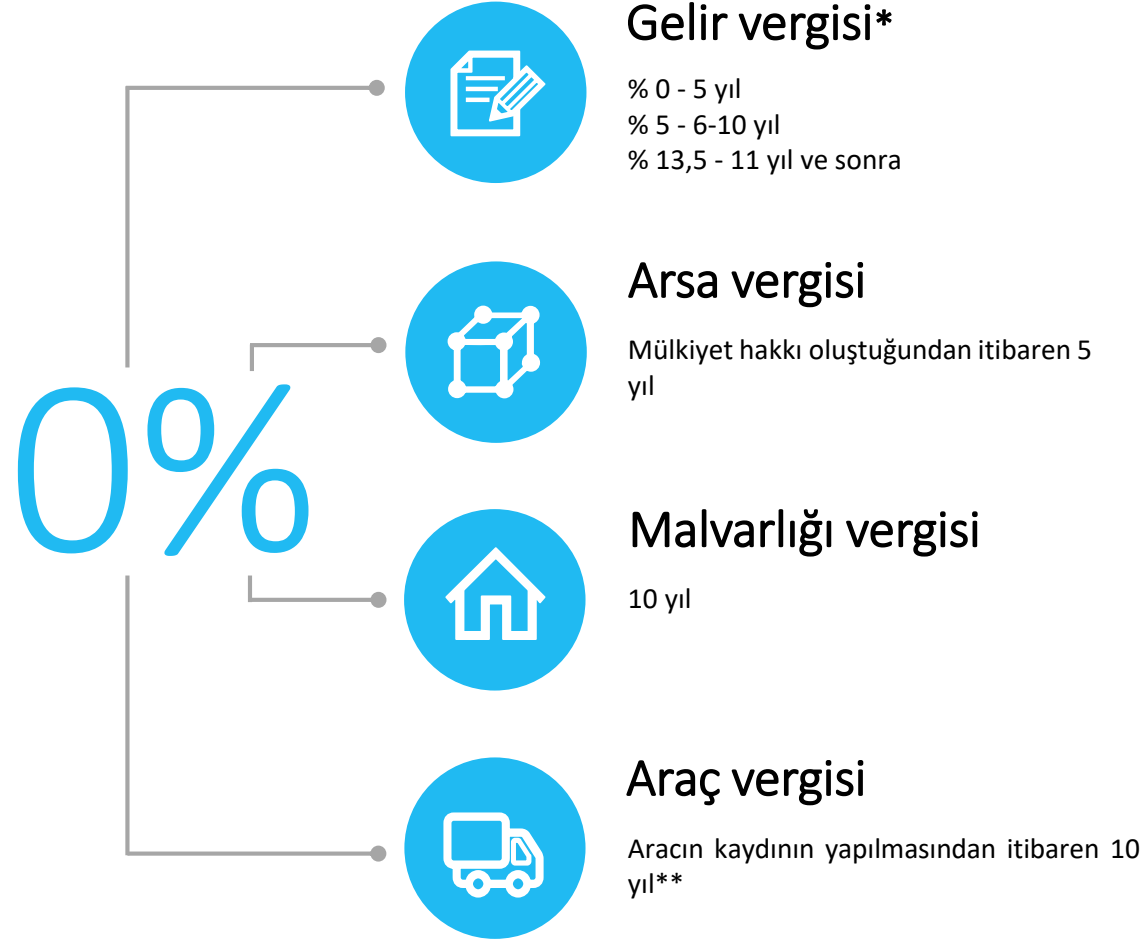 Gelir vergisi*
% 0 - 5 yıl
% 5 - 6-10 yıl
% 13,5 - 11 yıl ve sonra
Arsa vergisi
Mülkiyet hakkı oluştuğundan itibaren 5
yıl
0%
Malvarlığı vergisi
10 yıl
Araç vergisi
Aracın kaydının yapılmasından itibaren 10
yıl**